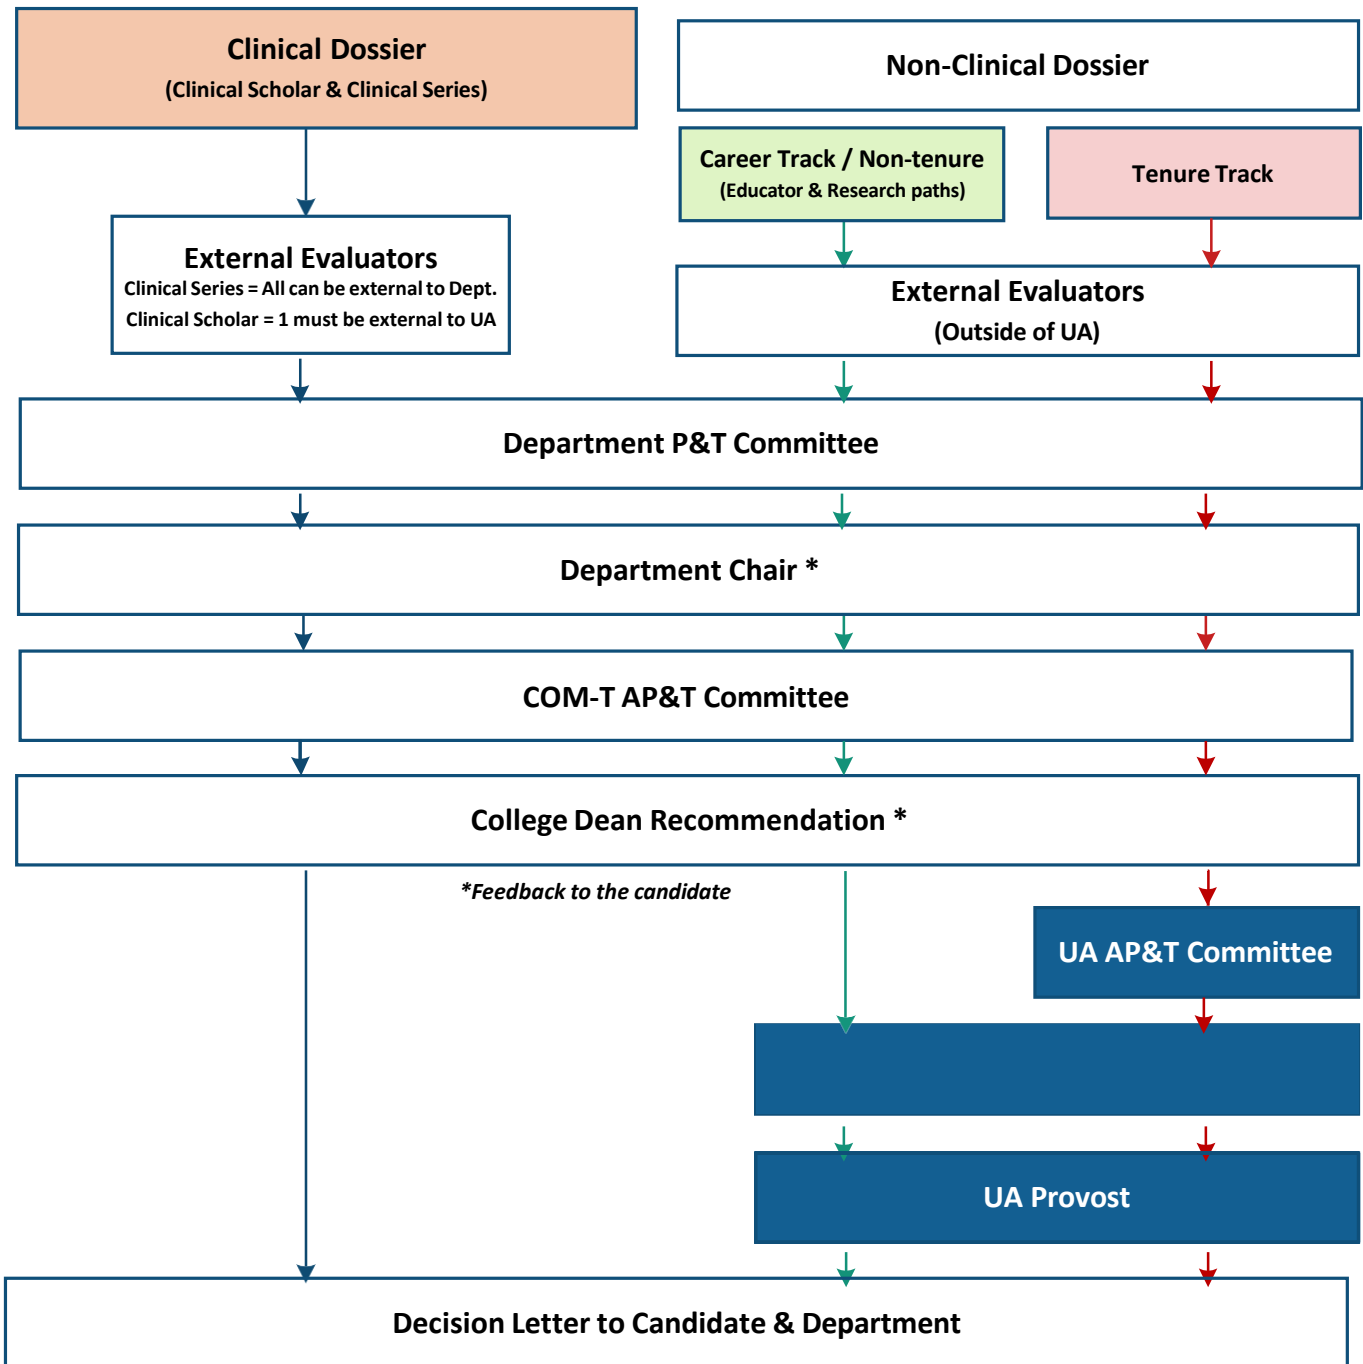 Clinical Dossier
(Clinical Scholar & Clinical Series)
Non-Clinical Dossier
Career Track / Non-tenure
(Educator & Research paths)
Tenure Track
External Evaluators
Clinical Series = All can be external to Dept.
Clinical Scholar = 1 must be external to UA
External Evaluators
(Outside of UA)
Department P&T Committee
Department Chair *
COM-T AP&T Committee
College Dean Recommendation *
*Feedback to the candidate
UA AP&T Committee
UA Provost
Decision Letter to Candidate & Department